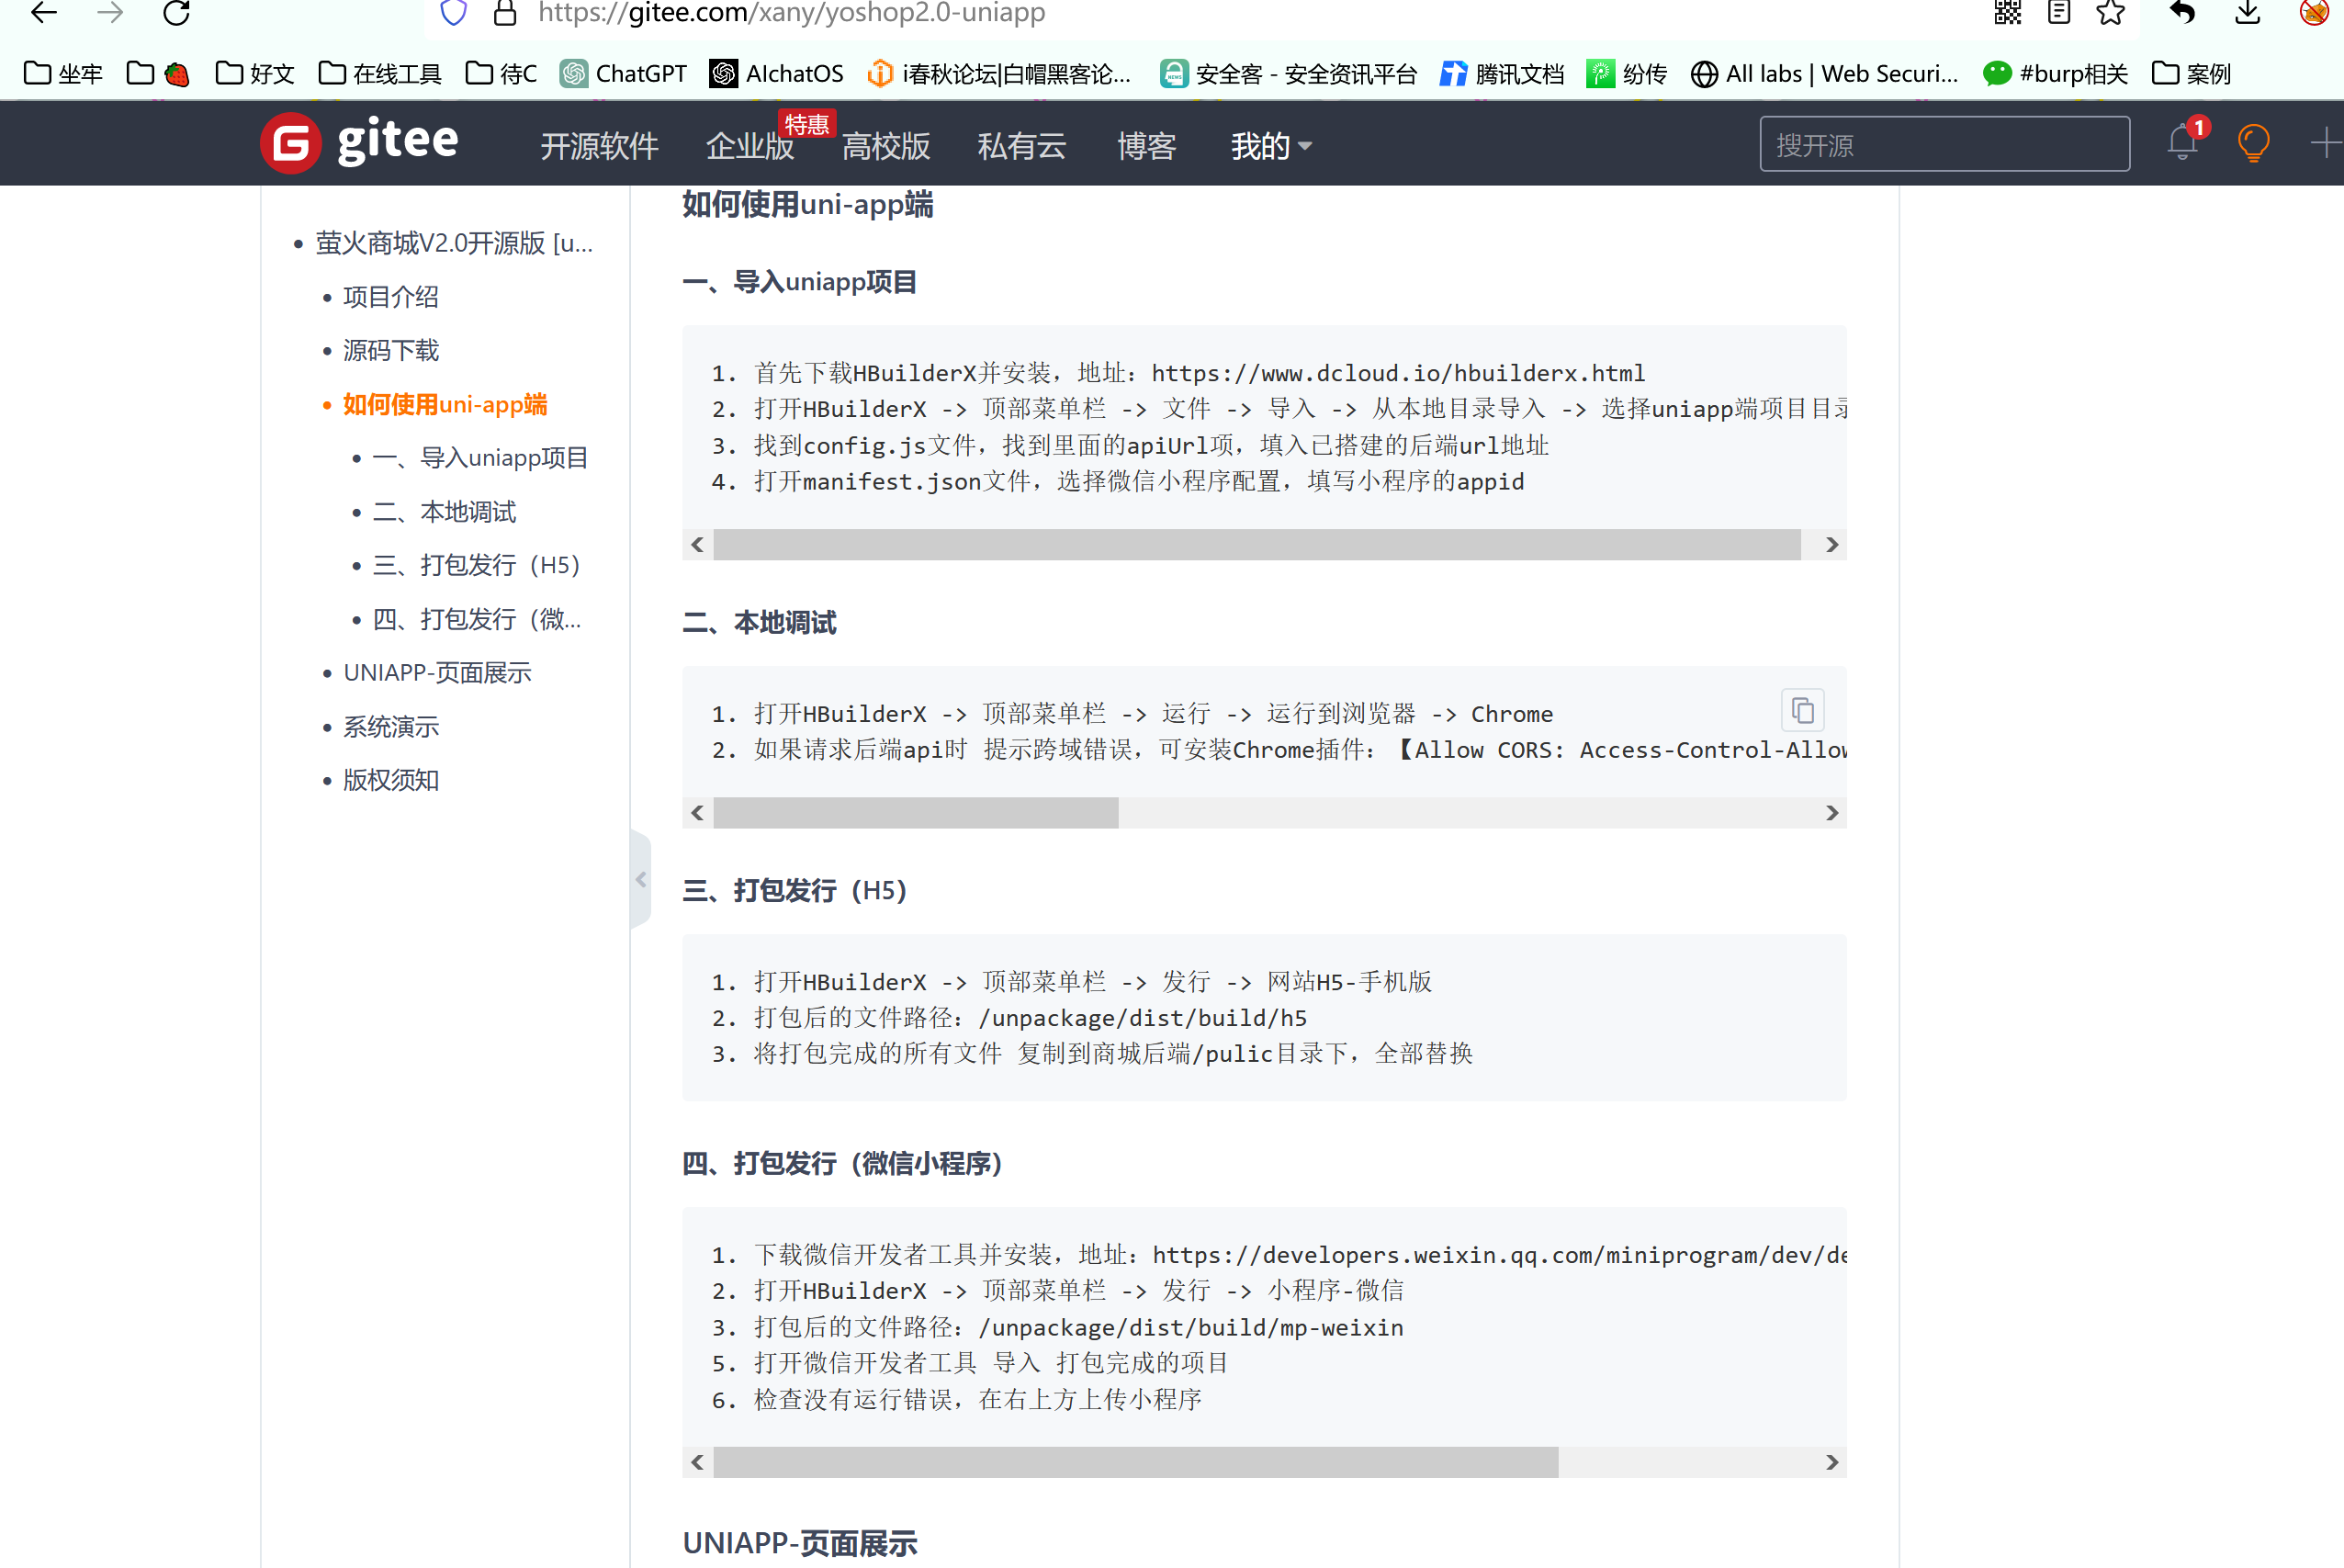 https://gitee.com/xany/yoshop2.0-uniapp
坐牢 好文 在线工具 待C ChatGPT AIchatOS i春秋论坛|白帽黑客论... 安全客 - 安全资讯平台 腾讯文档 纷传 All labs | Web Securi... #burp相关 案例
gitee 开源软件 企业版 特惠 高校版 私有云 博客 我的 搜开源 1
萤火商城V2.0开源版 [u...
项目介绍
源码下载
如何使用uni-app端
一、导入uniapp项目
二、本地调试
三、打包发行（H5）
四、打包发行（微...
UNIAPP-页面展示
系统演示
版权须知
如何使用uni-app端
一、导入uniapp项目
1. 首先下载HBuilderX并安装，地址：https://www.dcloud.io/hbuilderx.html
2. 打开HBuilderX -> 顶部菜单栏 -> 文件 -> 导入 -> 从本地目录导入 -> 选择uniapp端项目目录
3. 找到config.js文件，找到里面的apiUrl项，填入已搭建的后端url地址
4. 打开manifest.json文件，选择微信小程序配置，填写小程序的appid
二、本地调试
1. 打开HBuilderX -> 顶部菜单栏 -> 运行 -> 运行到浏览器 -> Chrome
2. 如果请求后端api时 提示跨域错误，可安装Chrome插件：【Allow CORS: Access-Control-Allow
三、打包发行（H5）
1. 打开HBuilderX -> 顶部菜单栏 -> 发行 -> 网站H5-手机版
2. 打包后的文件路径：/unpackage/dist/build/h5
3. 将打包完成的所有文件 复制到商城后端/pulic目录下，全部替换
四、打包发行（微信小程序）
1. 下载微信开发者工具并安装，地址：https://developers.weixin.qq.com/miniprogram/dev/de
2. 打开HBuilderX -> 顶部菜单栏 -> 发行 -> 小程序-微信
3. 打包后的文件路径：/unpackage/dist/build/mp-weixin
5. 打开微信开发者工具 导入 打包完成的项目
6. 检查没有运行错误，在右上方上传小程序
UNIAPP-页面展示